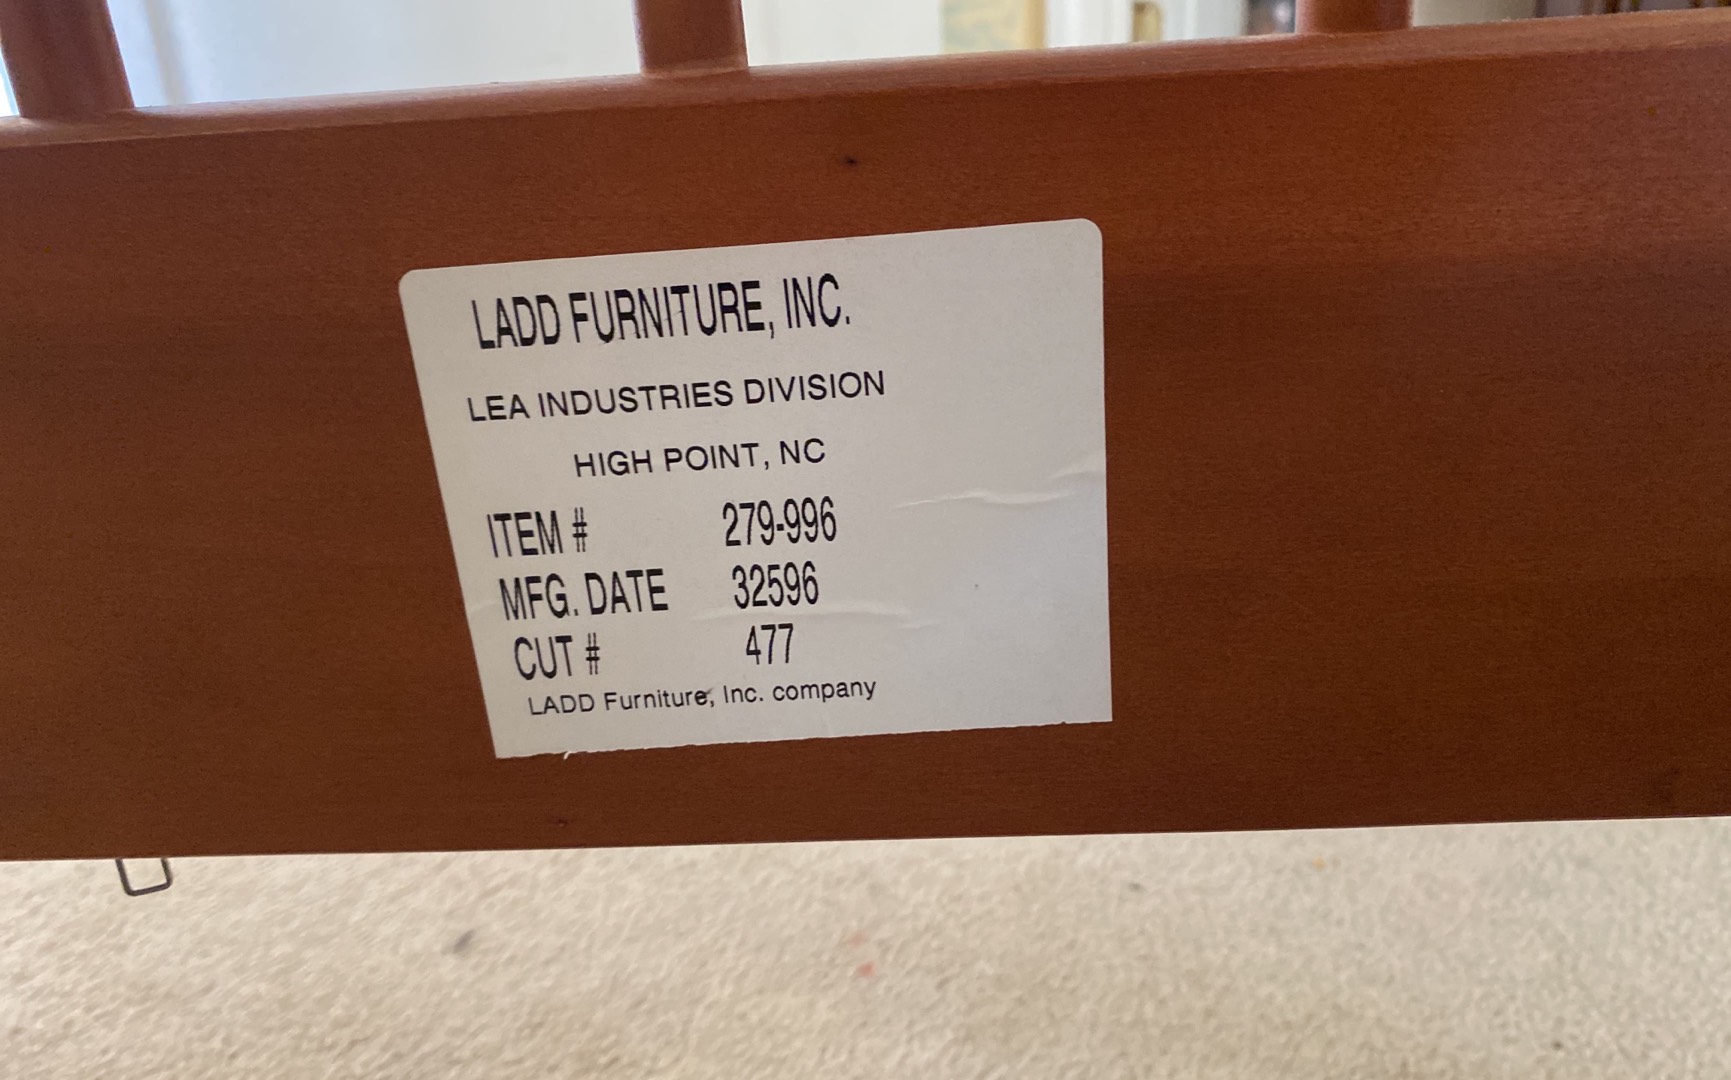 LADD FURNITURE, INC.
LEA INDUSTRIES DIVISION
HIGH POINT, NC
ITEM # 279-996
MFG. DATE 32596
CUT # 477
LADD Furniture, Inc. company